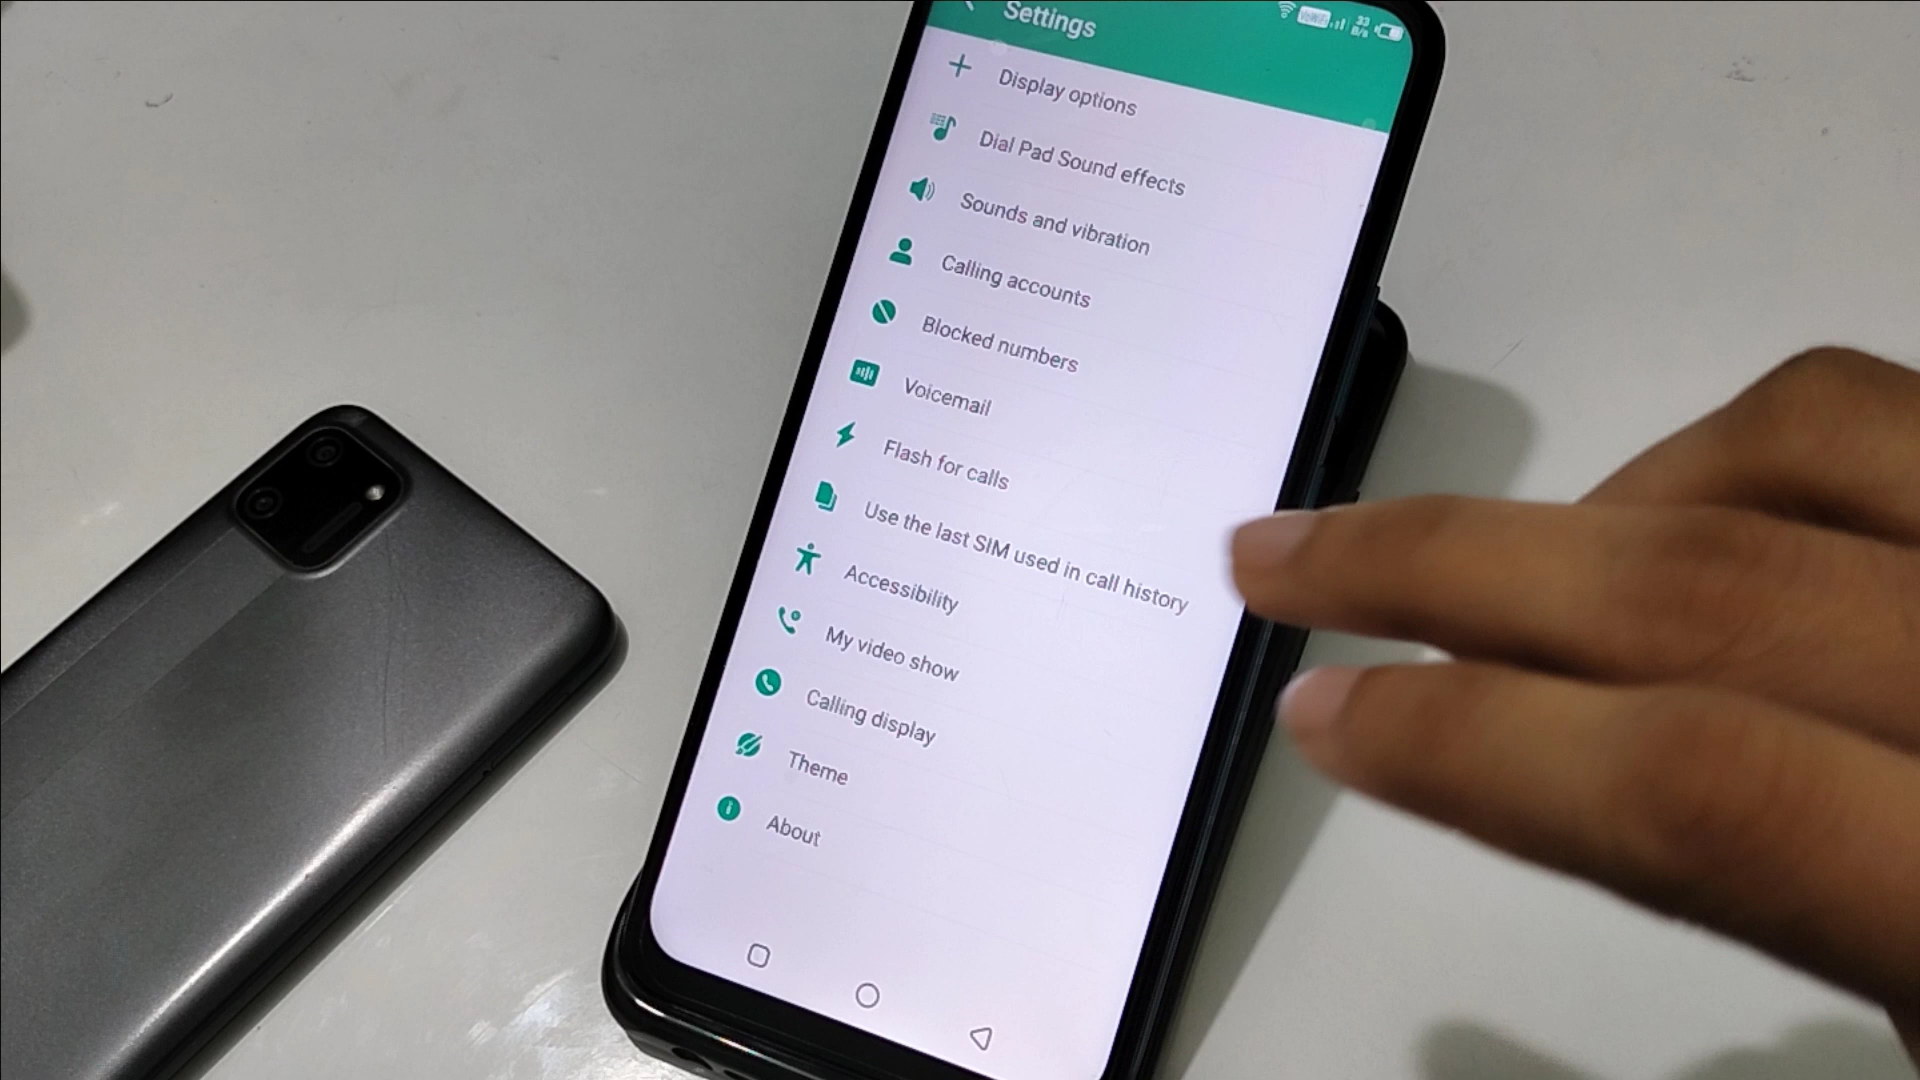 Settings
33
B/s
Display options
Dial Pad Sound effects
Sounds and vibration
Calling accounts
Blocked numbers
Voicemail
Flash for calls
Use the last SIM used in call history
Accessibility
My video show
Calling display
Theme
About